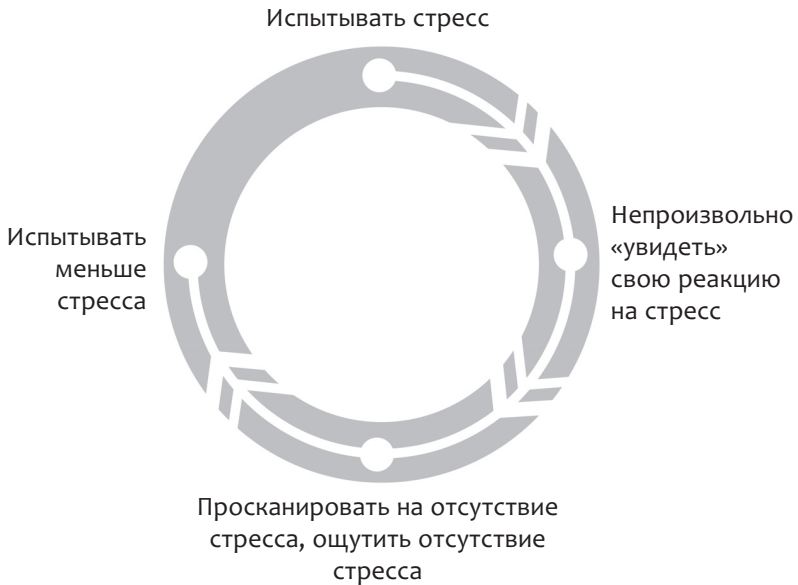 Испытывать стресс
Непроизвольно
«увидеть»
свою реакцию
на стресс
Просканировать на отсутствие
стресса, ощутить отсутствие
стресса
Испытывать
меньше
стресса